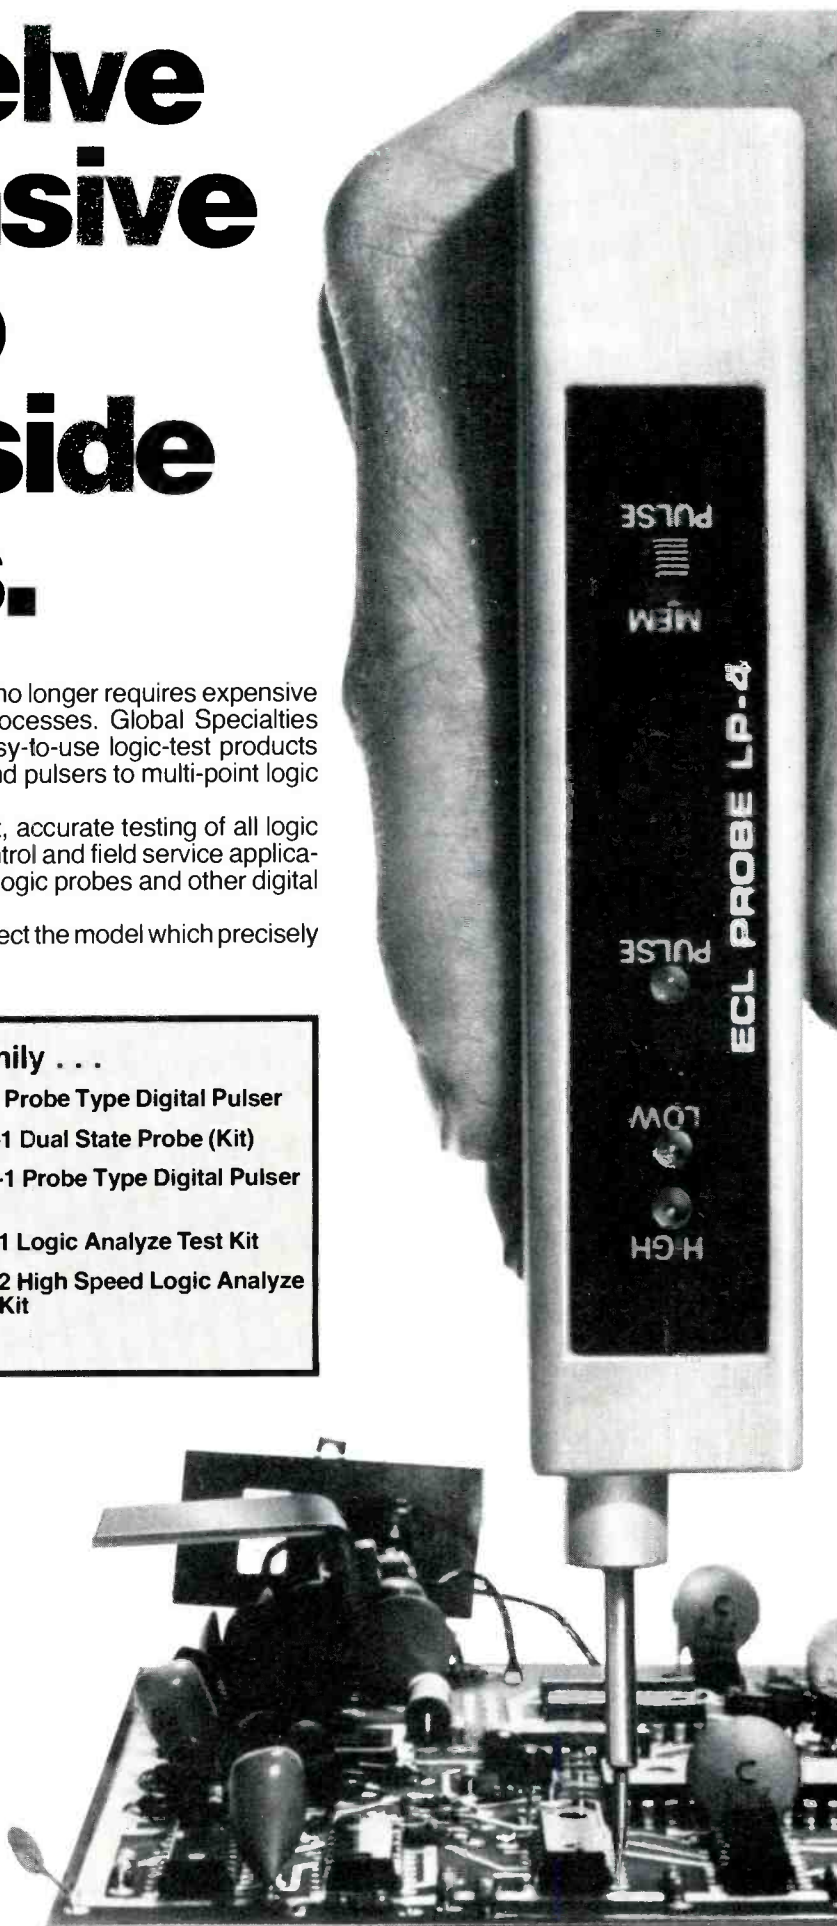 elve
sive
side
s.
no longer requires expensive
ocesses. Global Specialties
sy-to-use logic-test products
nd pulsers to multi-point logic
t, accurate testing of all logic
ntrol and field service applica-
logic probes and other digital
ect the model which precisely
nily . . .
Probe Type Digital Pulser
-1 Dual State Probe (Kit)
-1 Probe Type Digital Pulser
1 Logic Analyze Test Kit
2 High Speed Logic Analyze
Kit
PULSE
MEM
ECL PROBE LP-4
PULSE
LOW
HIGH